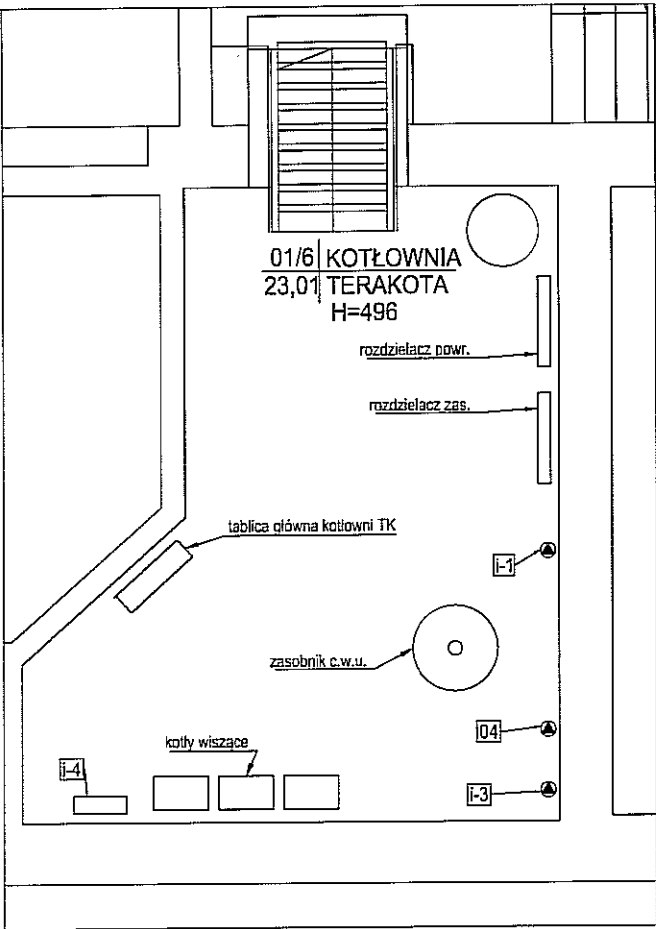 01/6 KOTŁOWNIA
23,01 TERAKOTA
H=496
rozdzielacz powr.
rozdzielacz zas.
tablica główna kotłowni TK
i-1
zasobnik c.w.u.
i04
kotły wiszące
i-4
i-3